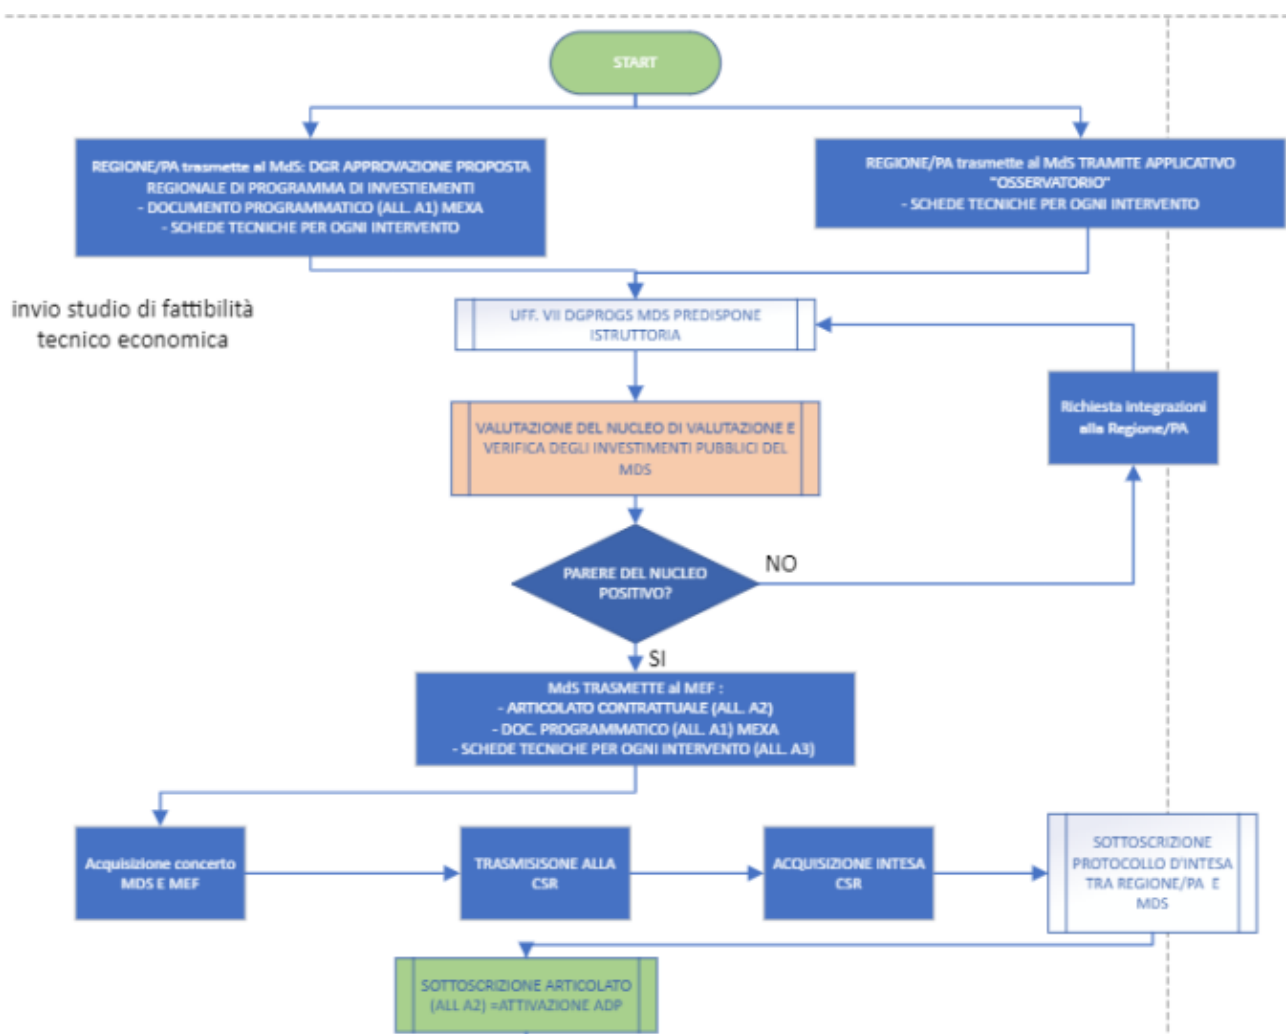 START
REGIONE/PA trasmette al MdS: DGR APPROVAZIONE PROPOSTA
REGIONALE DI PROGRAMMA DI INVESTIEMENTI
- DOCUMENTO PROGRAMMATICO (ALL. A1) MEXA
- SCHEDE TECNICHE PER OGNI INTERVENTO
REGIONE/PA trasmette al MdS TRAMITE APPLICATIVO
"OSSERVATORIO"
- SCHEDE TECNICHE PER OGNI INTERVENTO
invio studio di fattibilità
tecnico economica
UFF. VII DGPROGS MDS PREDISPONE
ISTRUTTORIA
Richiesta integrazioni
alla Regione/PA
VALUTAZIONE DEL NUCLEO DI VALUTAZIONE E
VERIFICA DEGLI INVESTIMENTI PUBBLICI DEL
MDS
PARERE DEL NUCLEO
POSITIVO?
NO
SI
MdS TRASMETTE al MEF :
- ARTICOLATO CONTRATTUALE (ALL. A2)
- DOC. PROGRAMMATICO (ALL. A1) MEXA
- SCHEDE TECNICHE PER OGNI INTERVENTO (ALL. A3)
Acquisizione concerto
MDS E MEF
TRASMISISONE ALLA
CSR
ACQUISIZIONE INTESA
CSR
SOTTOSCRIZIONE
PROTOCOLLO D'INTESA
TRA REGIONE/PA E
MDS
SOTTOSCRIZIONE ARTICOLATO
(ALL A2) =ATTIVAZIONE ADP